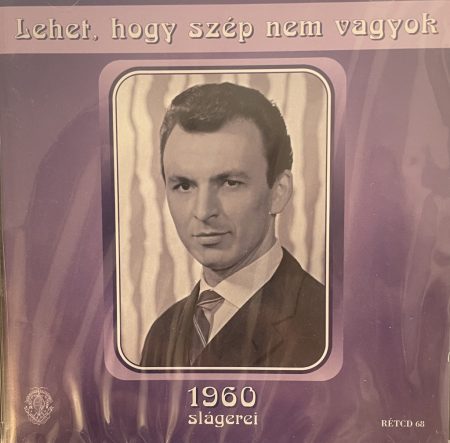 Lehet, hogy szép nem vagyok
1960
slágerei
RÉTCD 68